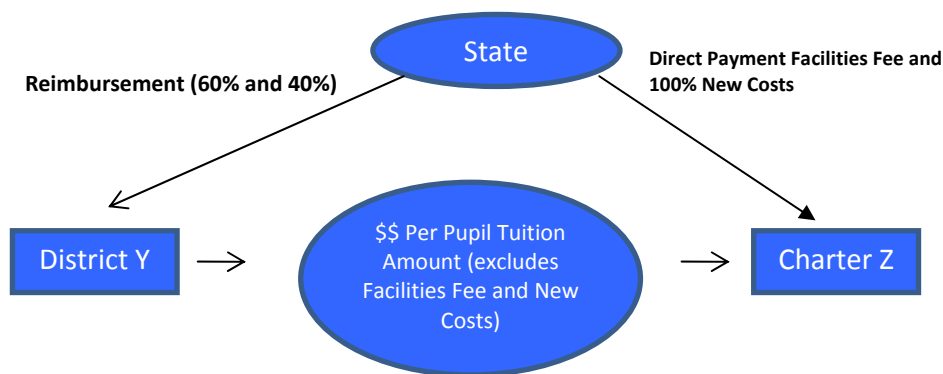 State
Reimbursement (60% and 40%)
Direct Payment Facilities Fee and
100% New Costs
District Y
$$ Per Pupil Tuition
Amount (excludes
Facilities Fee and New
Costs)
Charter Z